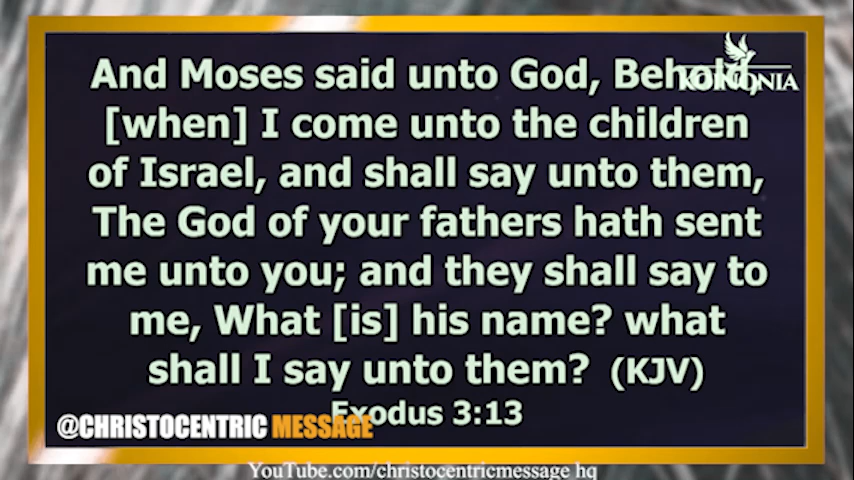 And Moses said unto God, Behold,
KOINONIA
[when] I come unto the children
of Israel, and shall say unto them,
The God of your fathers hath sent
me unto you; and they shall say to
me, What [is] his name? what
shall I say unto them? (KJV)
Exodus 3:13
@CHRISTOCENTRIC MESSAGE
YouTube.com/christocentricmessage hq